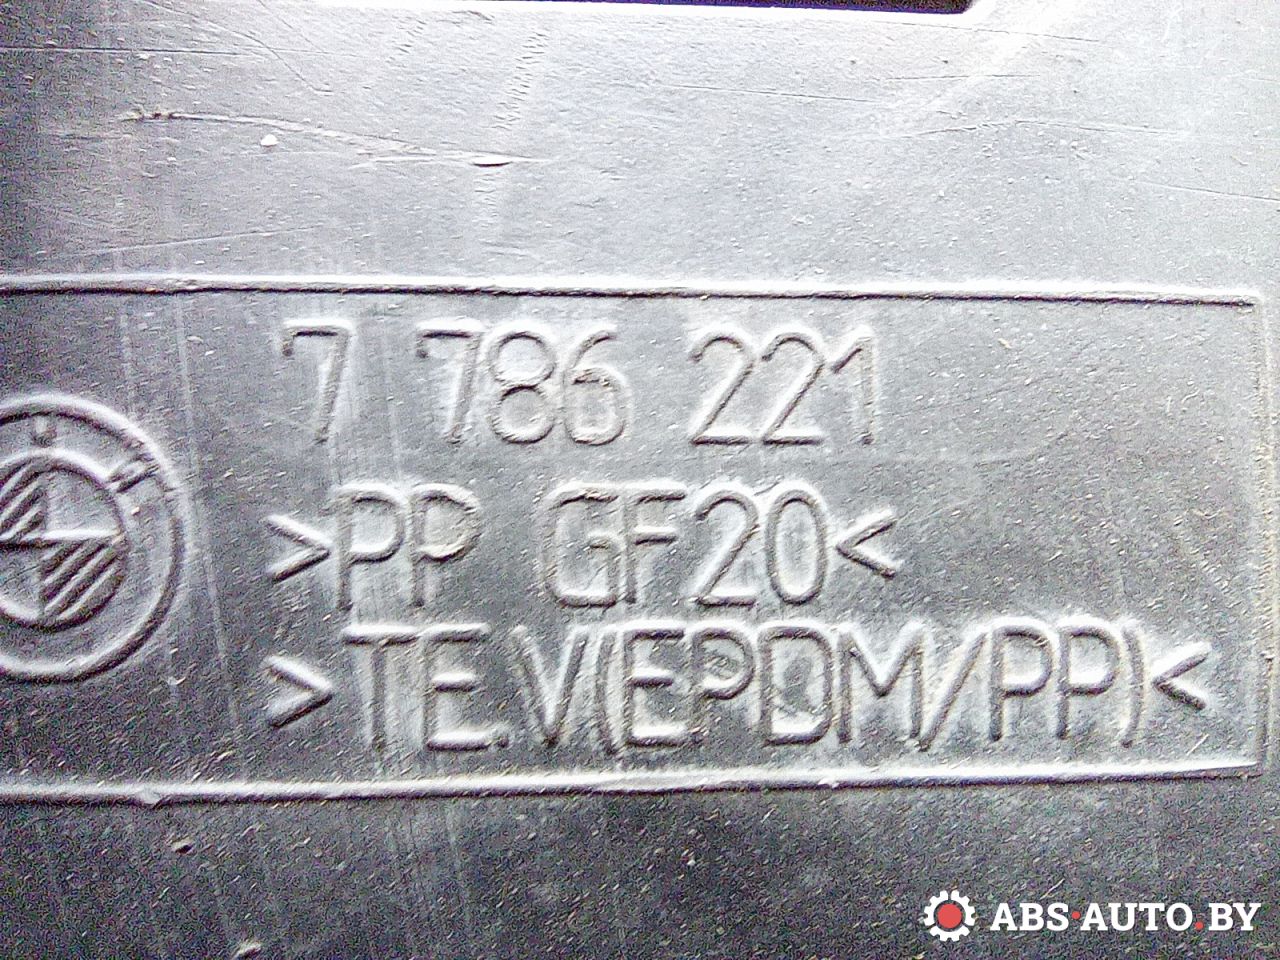 7 786 221
>PP GF20<
>TE.V(EPDM/PP)<
ABS·AUTO.BY